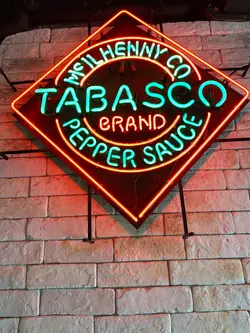 McILHENNY CO
TABASCO
BRAND
PEPPER SAUCE